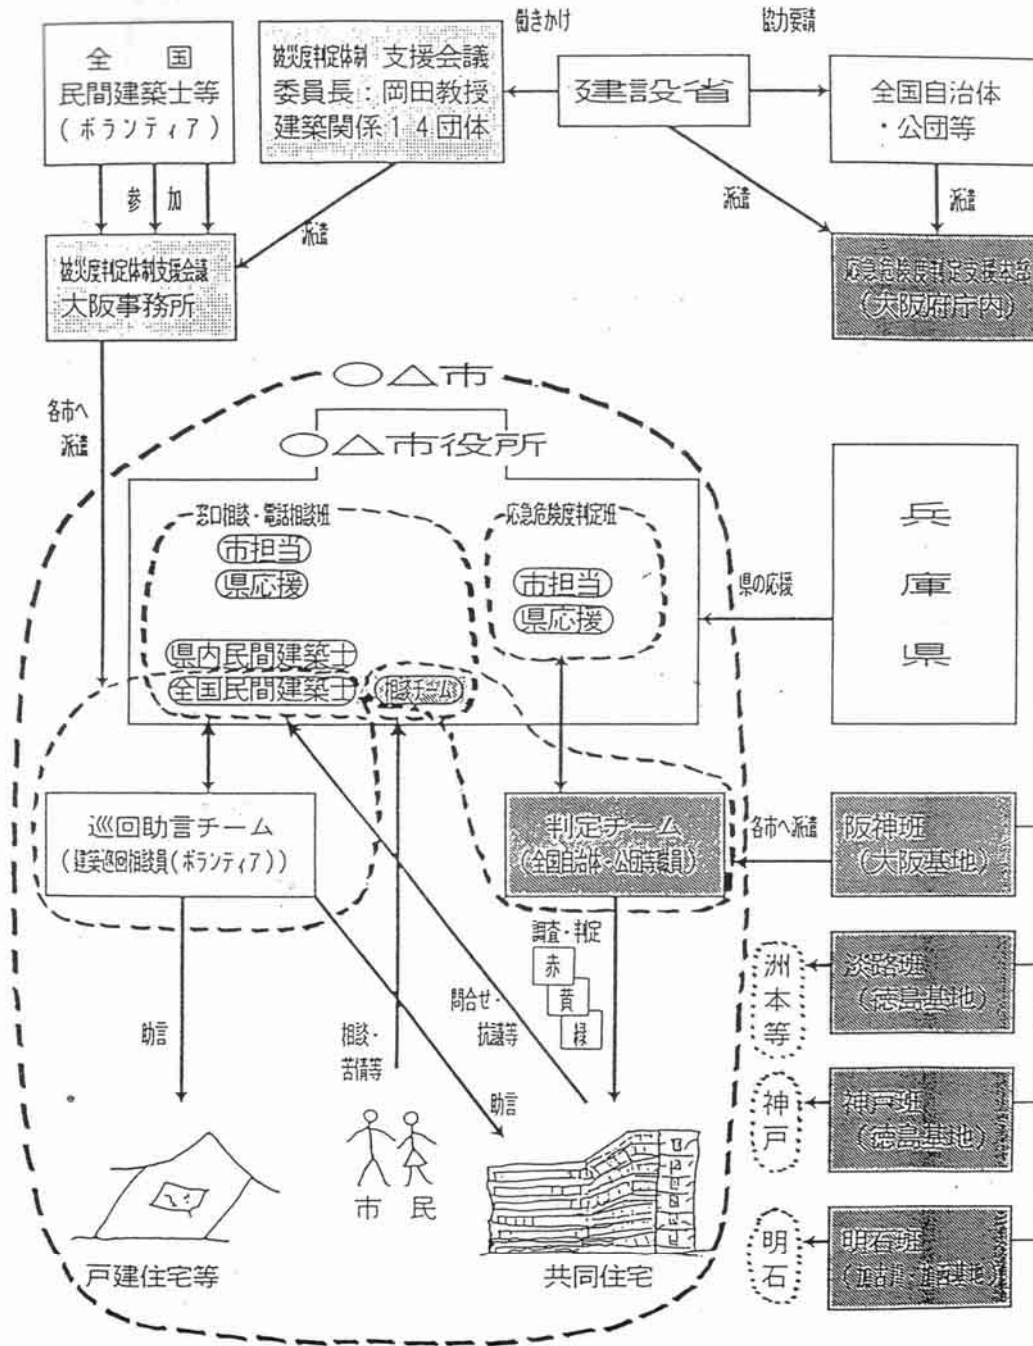 働きかけ
協力要請
全国
民間建築士等
(ボランティア)
被災度判定体制 支援会議
委員長:岡田教授
建築関係14団体
建設省
全国自治体
・公団等
参加
派遣
派遣
派遣
被災度判定体制支援会議
大阪事務所
応急危険度判定支援本部
(大阪府庁内)
各市へ
派遣
○△市
○△市役所
窓口相談・電話相談班
市担当
県応援
県内民間建築士
全国民間建築士
相談チーム
応急危険度判定班
市担当
県応援
県の応援
兵庫県
巡回助言チーム
(建築巡回相談員(ボランティア))
判定チーム
(全国自治体・公団等職員)
各市へ派遣
阪神班
(大阪基地)
調査・判定
赤
黄
緑
洲本等
淡路班
(徳島基地)
助言
相談・
苦情等
問合せ・
抗議等
助言
神戸
神戸班
(徳島基地)
市民
戸建住宅等
共同住宅
明石
明石班